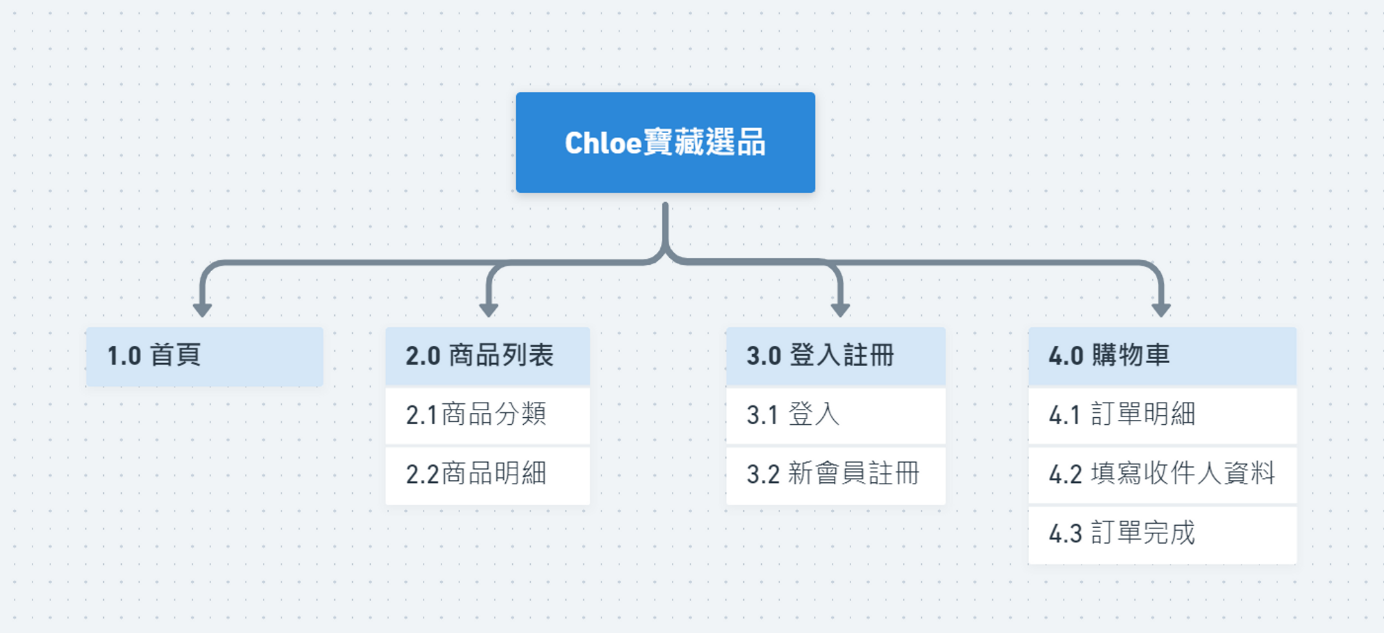 Chloe寶藏選品
1.0 首頁
2.0 商品列表
2.1商品分類
2.2商品明細
3.0 登入註冊
3.1 登入
3.2 新會員註冊
4.0 購物車
4.1 訂單明細
4.2 填寫收件人資料
4.3 訂單完成